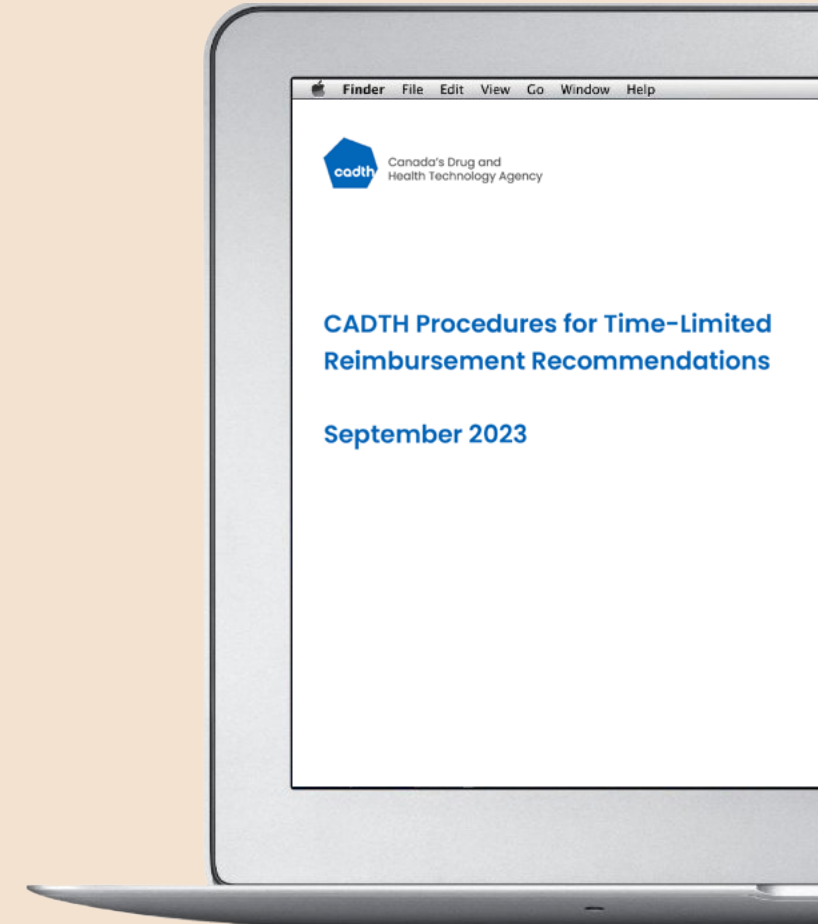 Finder File Edit View Go Window Help
cadth
Canada's Drug and
Health Technology Agency
CADTH Procedures for Time-Limited
Reimbursement Recommendations
September 2023